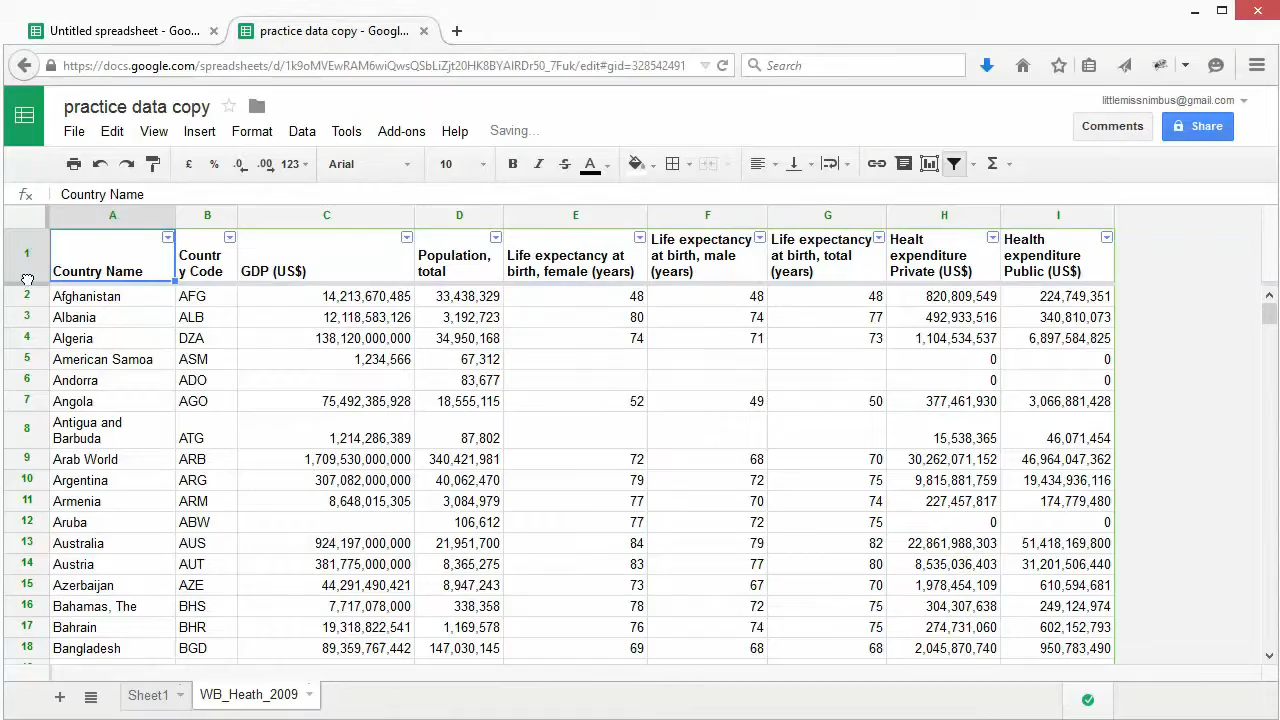 Untitled spreadsheet - Goo...
practice data copy - Googl...
https://docs.google.com/spreadsheets/d/1k9oMVEwRAM6wiQwsQSbLiZjt20HK8BYAlRDr50_7Fuk/edit#gid=328542491
Search
practice data copy
littlemissnimbus@gmail.com
File Edit View Insert Format Data Tools Add-ons Help Saving...
Comments
Share
£ % .0 .00 123 Arial 10 B I S A Σ
fx Country Name
A B C D E F G H I
1 Country Name Country Code GDP (US$) Population, total Life expectancy at birth, female (years) Life expectancy at birth, male (years) Life expectancy at birth, total (years) Healt expenditure Private (US$) Health expenditure Public (US$)
2 Afghanistan AFG 14,213,670,485 33,438,329 48 48 48 820,809,549 224,749,351
3 Albania ALB 12,118,583,126 3,192,723 80 74 77 492,933,516 340,810,073
4 Algeria DZA 138,120,000,000 34,950,168 74 71 73 1,104,534,537 6,897,584,825
5 American Samoa ASM 1,234,566 67,312 0 0
6 Andorra ADO 83,677 0 0
7 Angola AGO 75,492,385,928 18,555,115 52 49 50 377,461,930 3,066,881,428
8 Antigua and Barbuda ATG 1,214,286,389 87,802 15,538,365 46,071,454
9 Arab World ARB 1,709,530,000,000 340,421,981 72 68 70 30,262,071,152 46,964,047,362
10 Argentina ARG 307,082,000,000 40,062,470 79 72 75 9,815,881,759 19,434,936,116
11 Armenia ARM 8,648,015,305 3,084,979 77 70 74 227,457,817 174,779,480
12 Aruba ABW 106,612 77 72 75 0 0
13 Australia AUS 924,197,000,000 21,951,700 84 79 82 22,861,988,303 51,418,169,800
14 Austria AUT 381,775,000,000 8,365,275 83 77 80 8,535,036,403 31,201,506,440
15 Azerbaijan AZE 44,291,490,421 8,947,243 73 67 70 1,978,454,109 610,594,681
16 Bahamas, The BHS 7,717,078,000 338,358 78 72 75 304,307,638 249,124,974
17 Bahrain BHR 19,318,822,541 1,169,578 76 74 75 274,731,060 602,152,793
18 Bangladesh BGD 89,359,767,442 147,030,145 69 68 68 2,045,870,740 950,783,490
Sheet1
WB_Heath_2009